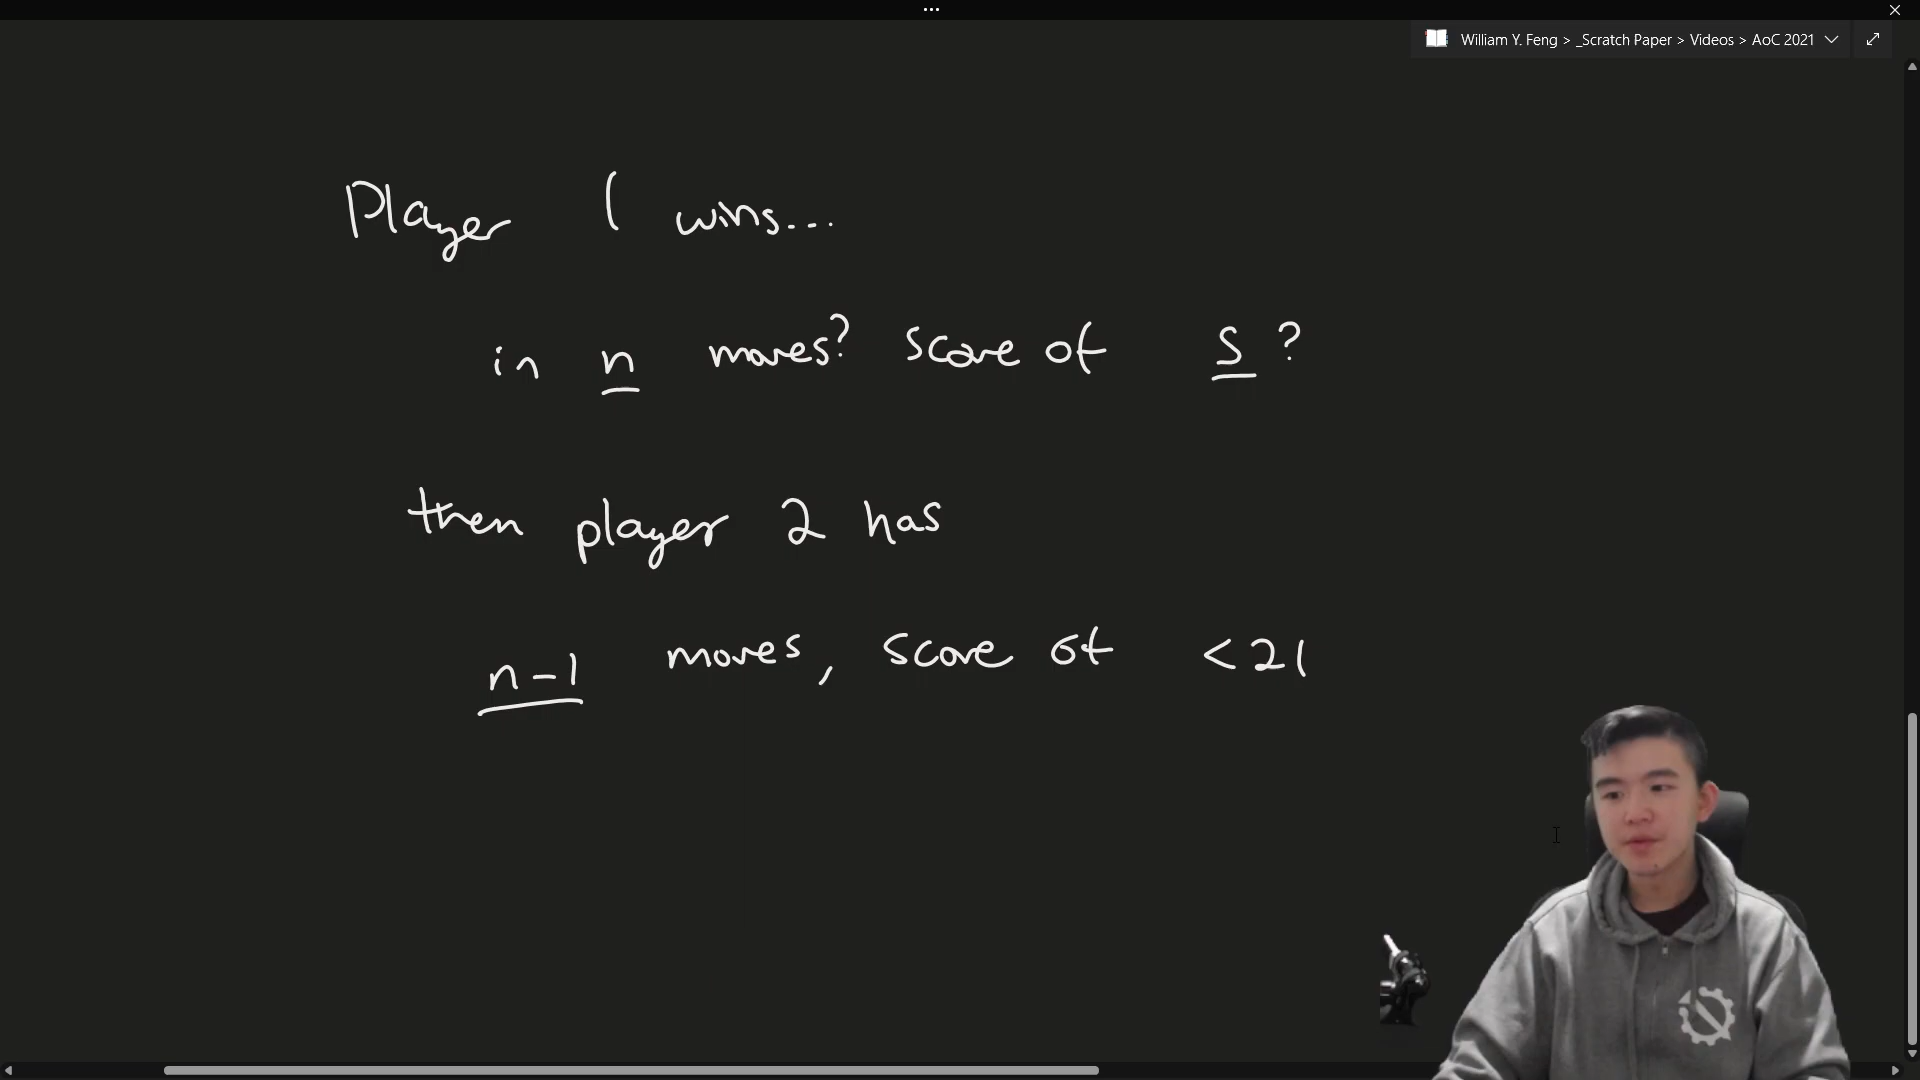 ...
William Y. Feng > _Scratch Paper > Videos > AoC 2021
Player 1 wins...
in n moves? score of S?
then player 2 has
n-1 moves, score of <21